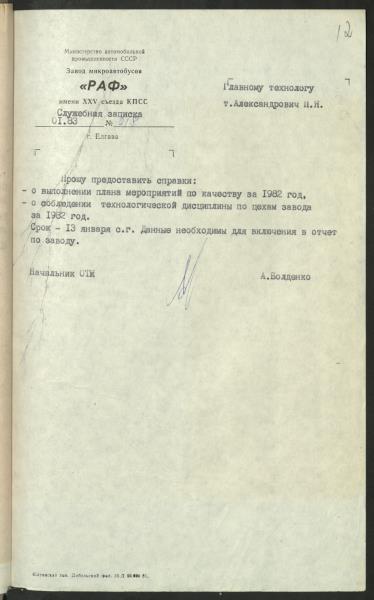 12
Министерство автомобильной
промышленности СССР
Завод микроавтобусов
«РАФ»
имени XXV съезда КПСС
Служебная записка
01.83 №
г. Елгава
Главному технологу
т.Александрович И.И.
Прошу предоставить справки:
- о выполнении плана мероприятий по качеству за 1982 год,
- о соблюдении технологической дисциплины по цехам завода
за 1982 год.
Срок - 13 января с.г. Данные необходимы для включения в отчет
по заводу.
Начальник ОТК А.Болденко